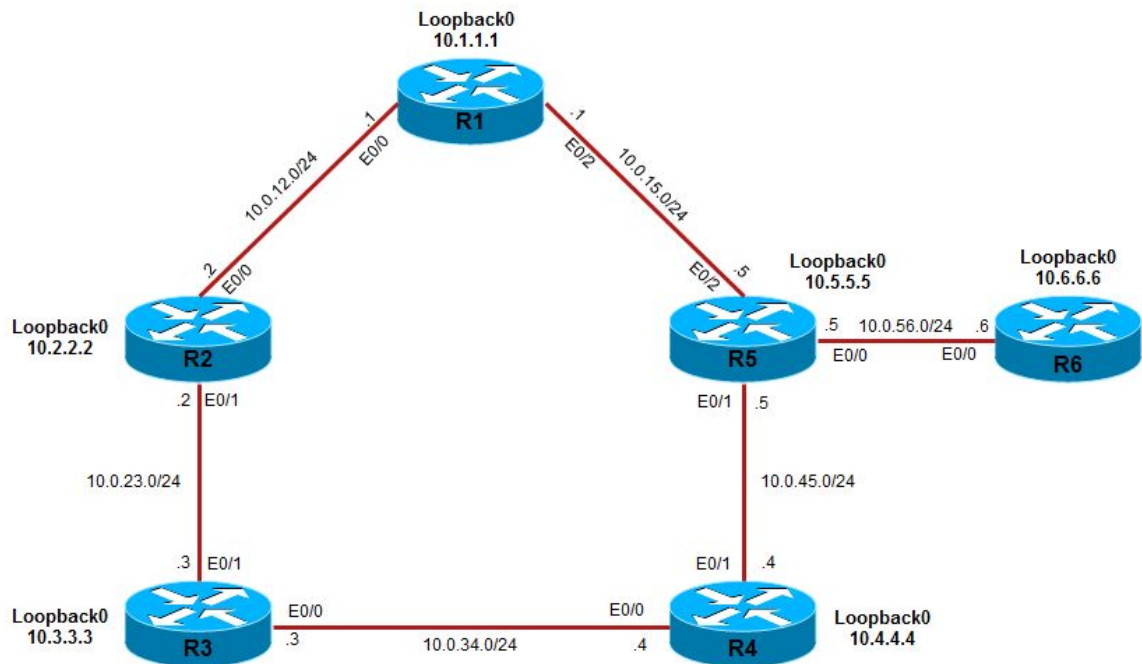 Loopback0
10.1.1.1
R1
.1
E0/0
.1
E0/2
10.0.12.0/24
10.0.15.0/24
.2
E0/0
.5
E0/2
Loopback0
10.5.5.5
Loopback0
10.6.6.6
Loopback0
10.2.2.2
R2
R5
.5
10.0.56.0/24
.6
E0/0
E0/0
R6
.2
E0/1
E0/1
.5
10.0.23.0/24
10.0.45.0/24
.3
E0/1
E0/1
.4
Loopback0
10.3.3.3
R3
E0/0
.3
10.0.34.0/24
E0/0
.4
R4
Loopback0
10.4.4.4